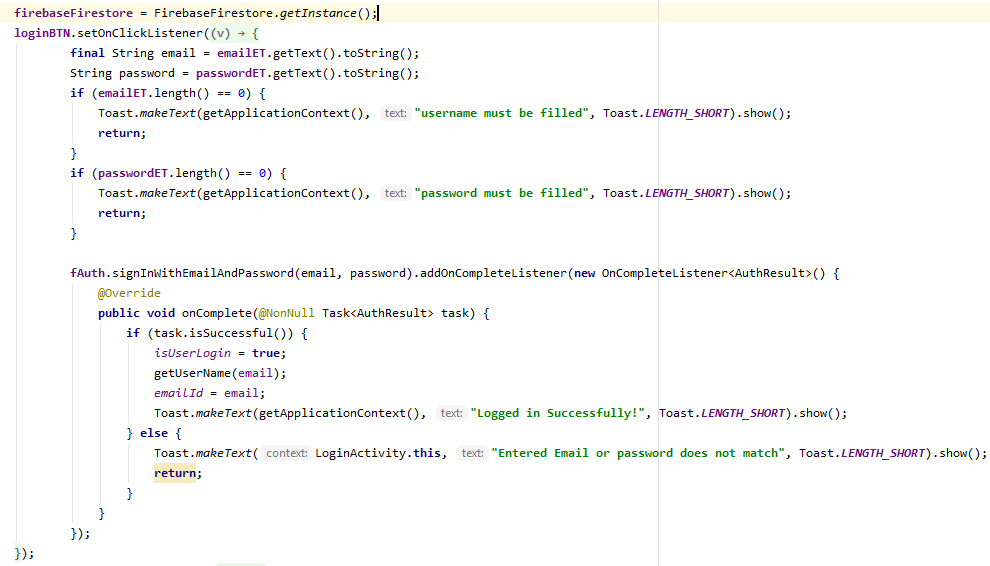 firebaseFirestore = FirebaseFirestore.getInstance();
loginBTN.setOnClickListener((v) → {
final String email = emailET.getText().toString();
String password = passwordET.getText().toString();
if (emailET.length() == 0) {
Toast.makeText(getApplicationContext(), text: "username must be filled", Toast.LENGTH_SHORT).show();
return;
}
if (passwordET.length() == 0) {
Toast.makeText(getApplicationContext(), text: "password must be filled", Toast.LENGTH_SHORT).show();
return;
}
fAuth.signInWithEmailAndPassword(email, password).addOnCompleteListener(new OnCompleteListener<AuthResult>() {
@Override
public void onComplete(@NonNull Task<AuthResult> task) {
if (task.isSuccessful()) {
isUserLogin = true;
getUserName(email);
emailId = email;
Toast.makeText(getApplicationContext(), text: "Logged in Successfully!", Toast.LENGTH_SHORT).show();
} else {
Toast.makeText( context: LoginActivity.this, text: "Entered Email or password does not match", Toast.LENGTH_SHORT).show();
return;
}
}
});
});